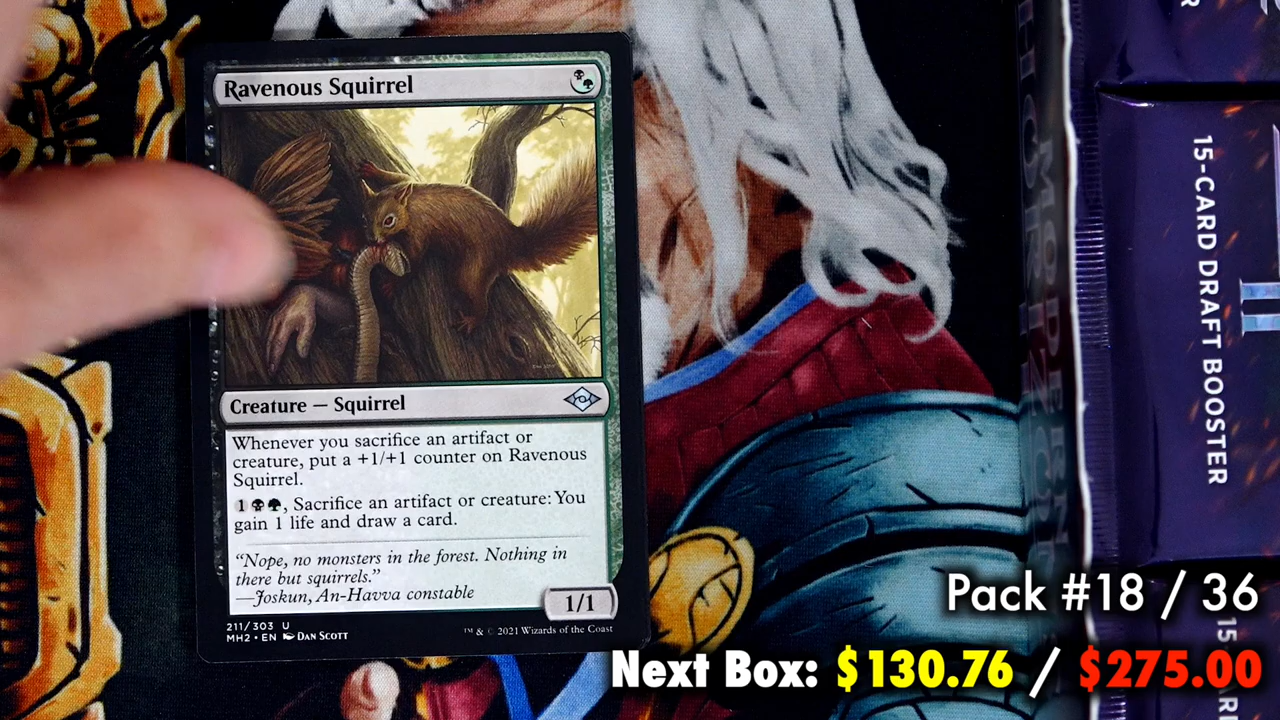 Ravenous Squirrel
Creature — Squirrel
Whenever you sacrifice an artifact or
creature, put a +1/+1 counter on Ravenous
Squirrel.
1, Sacrifice an artifact or creature: You
gain 1 life and draw a card.
“Nope, no monsters in the forest. Nothing in
there but squirrels.”
—Joskun, An-Havva constable
1/1
211/303 U
MH2 • EN DAN SCOTT
™ & © 2021 Wizards of the Coast
15-CARD DRAFT BOOSTER
Pack #18 / 36
Next Box: $130.76 / $275.00